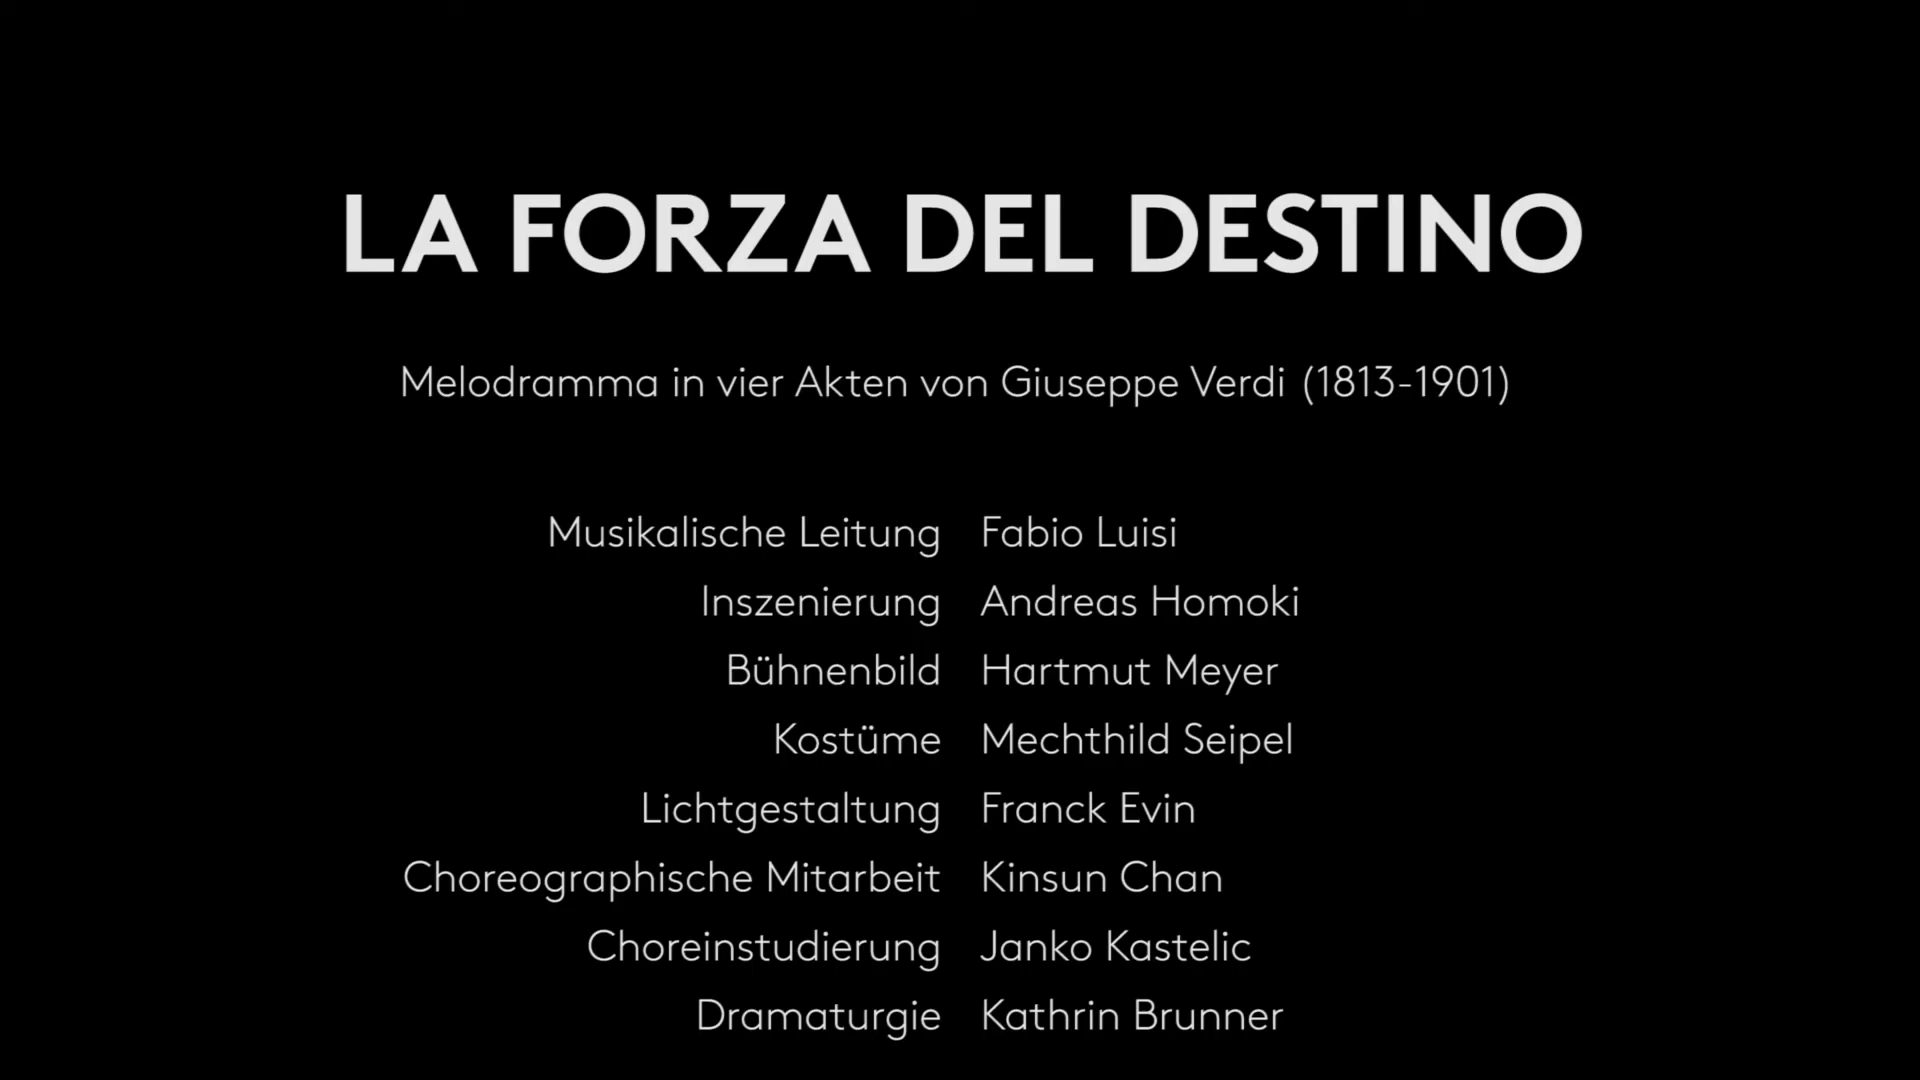 LA FORZA DEL DESTINO
Melodramma in vier Akten von Giuseppe Verdi (1813-1901)
Musikalische Leitung Fabio Luisi
Inszenierung Andreas Homoki
Bühnenbild Hartmut Meyer
Kostüme Mechthild Seipel
Lichtgestaltung Franck Evin
Choreographische Mitarbeit Kinsun Chan
Choreinstudierung Janko Kastelic
Dramaturgie Kathrin Brunner